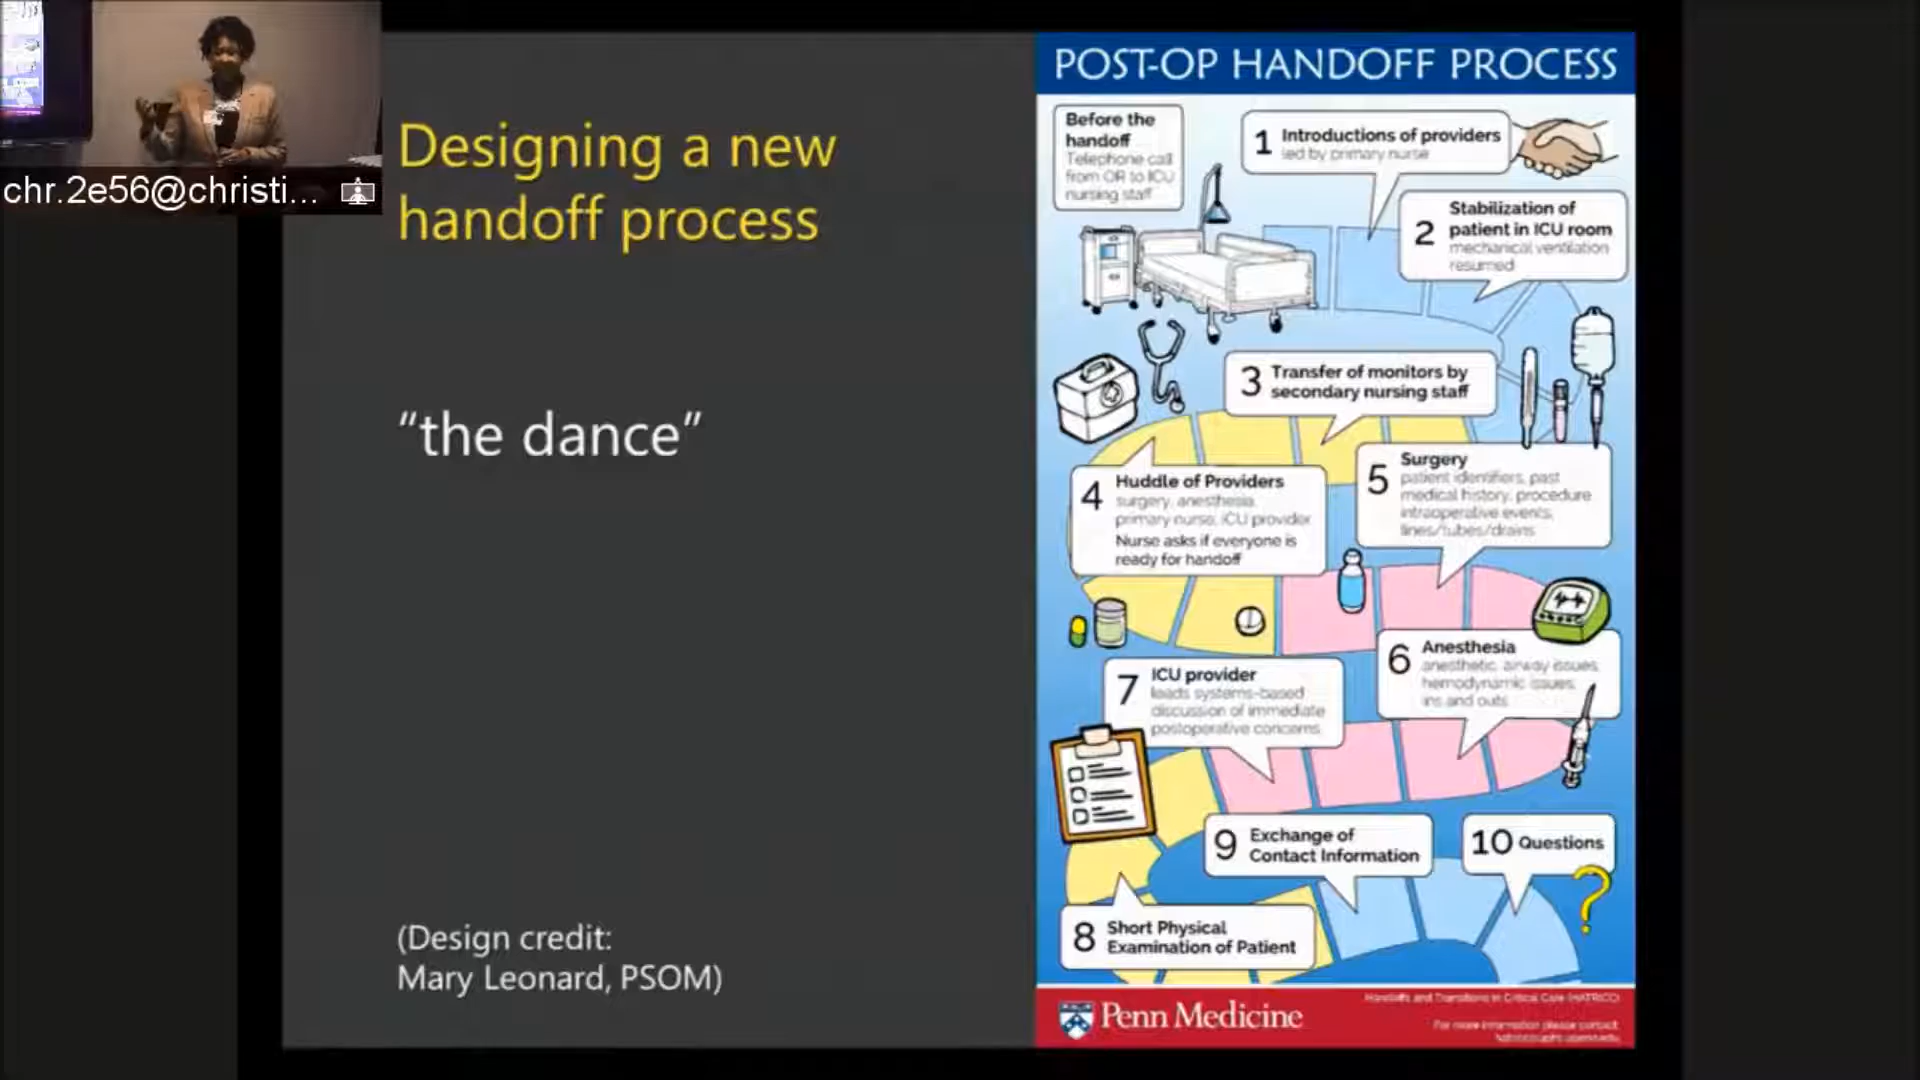 chr.2e56@christi...
Designing a new
handoff process
“the dance”
(Design credit:
Mary Leonard, PSOM)
POST-OP HANDOFF PROCESS
Before the
handoff
Telephone call
from OR to ICU
nursing staff
1 Introductions of providers
led by primary nurse
2 Stabilization of
patient in ICU room
mechanical ventilation
resumed
3 Transfer of monitors by
secondary nursing staff
4 Huddle of Providers
surgery, anesthesia,
primary nurse, ICU provider
Nurse asks if everyone is
ready for handoff
5 Surgery
patient identifiers, past
medical history, procedure
intraoperative events,
lines/tubes/drains
6 Anesthesia
anesthetic, airway issues,
hemodynamic issues,
ins and outs
7 ICU provider
leads systems-based
discussion of immediate
postoperative concerns
8 Short Physical
Examination of Patient
9 Exchange of
Contact Information
10 Questions
?
Penn Medicine
Handoffs and Transitions in Critical Care (HATRICC)
For more information please contact